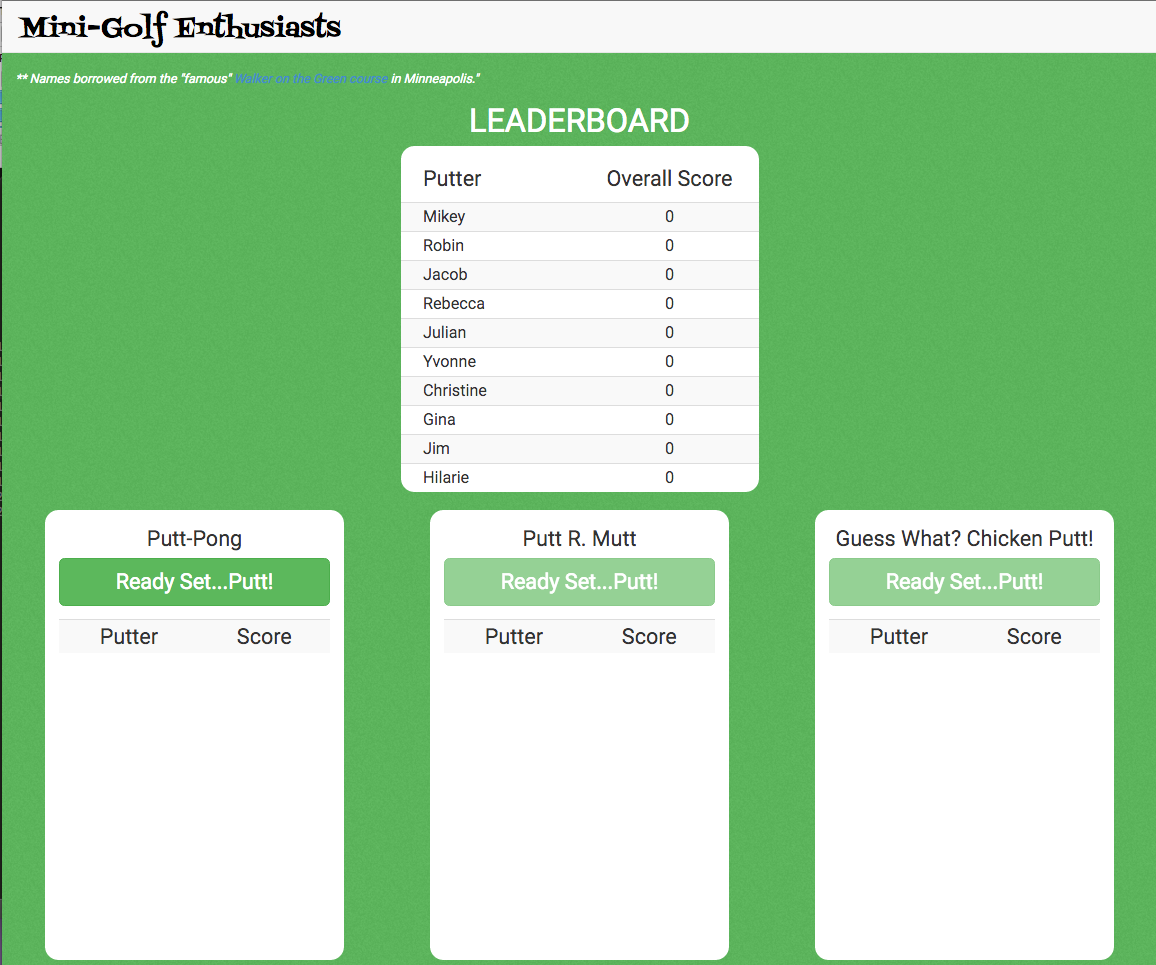 Mini-Golf Enthusiasts
** Names borrowed from the "famous" Walker on the Green course in Minneapolis."
LEADERBOARD
Putter Overall Score
Mikey 0
Robin 0
Jacob 0
Rebecca 0
Julian 0
Yvonne 0
Christine 0
Gina 0
Jim 0
Hilarie 0
Putt-Pong
Ready Set...Putt!
Putter Score
Putt R. Mutt
Ready Set...Putt!
Putter Score
Guess What? Chicken Putt!
Ready Set...Putt!
Putter Score